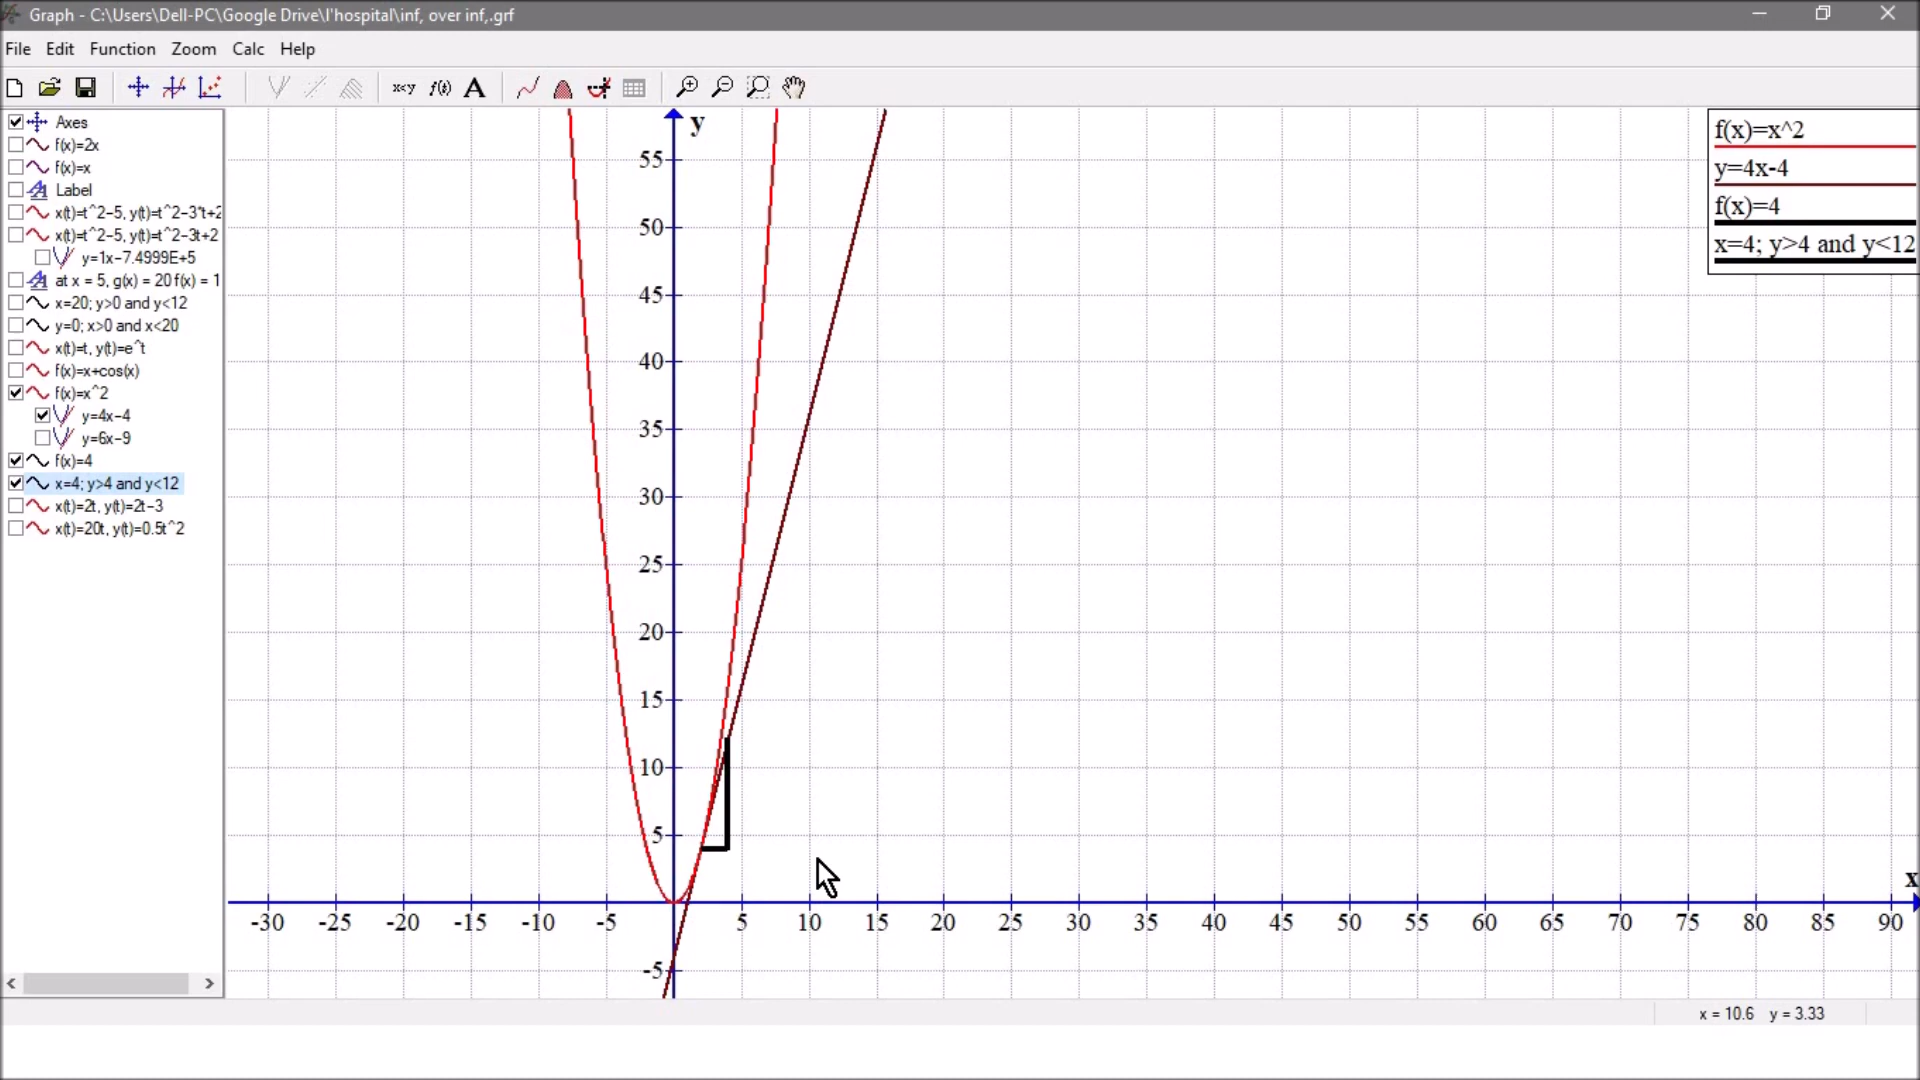 Graph - C:\Users\Dell-PC\Google Drive\l'hospital\inf, over inf,.grf
File Edit Function Zoom Calc Help
x<y f(x) A
Axes
f(x)=2x
f(x)=x
Label
x(t)=t^2-5, y(t)=t^2-3*t+2
x(t)=t^2-5, y(t)=t^2-3t+2
y=1x-7.4999E+5
at x = 5, g(x) = 20 f(x) = 1
x=20; y>0 and y<12
y=0; x>0 and x<20
x(t)=t, y(t)=e^t
f(x)=x+cos(x)
f(x)=x^2
y=4x-4
y=6x-9
f(x)=4
x=4; y>4 and y<12
x(t)=2t, y(t)=2t-3
x(t)=20t, y(t)=0.5t^2
y
55
50
45
40
35
30
25
20
15
10
5
-5
x
-30 -25 -20 -15 -10 -5 5 10 15 20 25 30 35 40 45 50 55 60 65 70 75 80 85 90
f(x)=x^2
y=4x-4
f(x)=4
x=4; y>4 and y<12
x = 10.6 y = 3.33